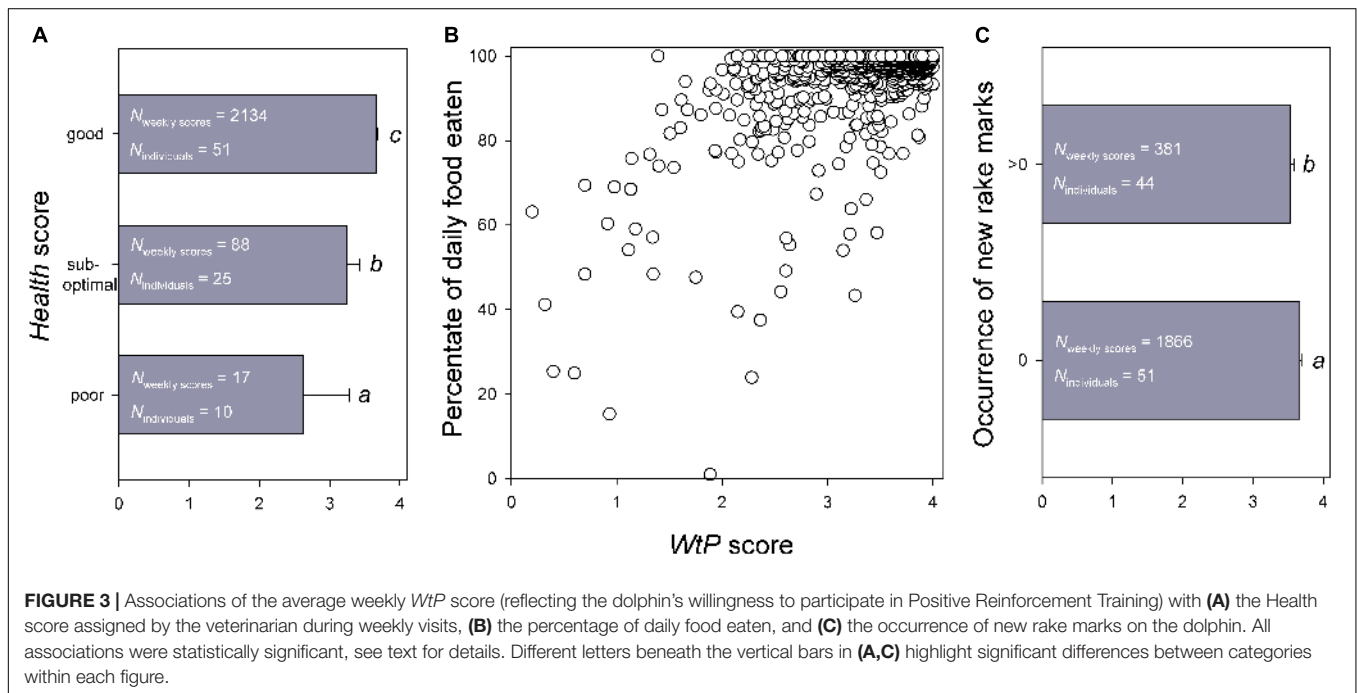 A
B
C
Health score
good
sub-
optimal
poor
N weekly scores = 2134
N individuals = 51
c
N weekly scores = 88
N individuals = 25
b
N weekly scores = 17
N individuals = 10
a
0 1 2 3 4
Percentate of daily food eaten
100
80
60
40
20
0
0 1 2 3 4
WtP score
Occurrence of new rake marks
>0
0
N weekly scores = 381
N individuals = 44
b
N weekly scores = 1866
N individuals = 51
a
0 1 2 3 4
FIGURE 3 | Associations of the average weekly WtP score (reflecting the dolphin's willingness to participate in Positive Reinforcement Training) with (A) the Health
score assigned by the veterinarian during weekly visits, (B) the percentage of daily food eaten, and (C) the occurrence of new rake marks on the dolphin. All
associations were statistically significant, see text for details. Different letters beneath the vertical bars in (A,C) highlight significant differences between categories
within each figure.